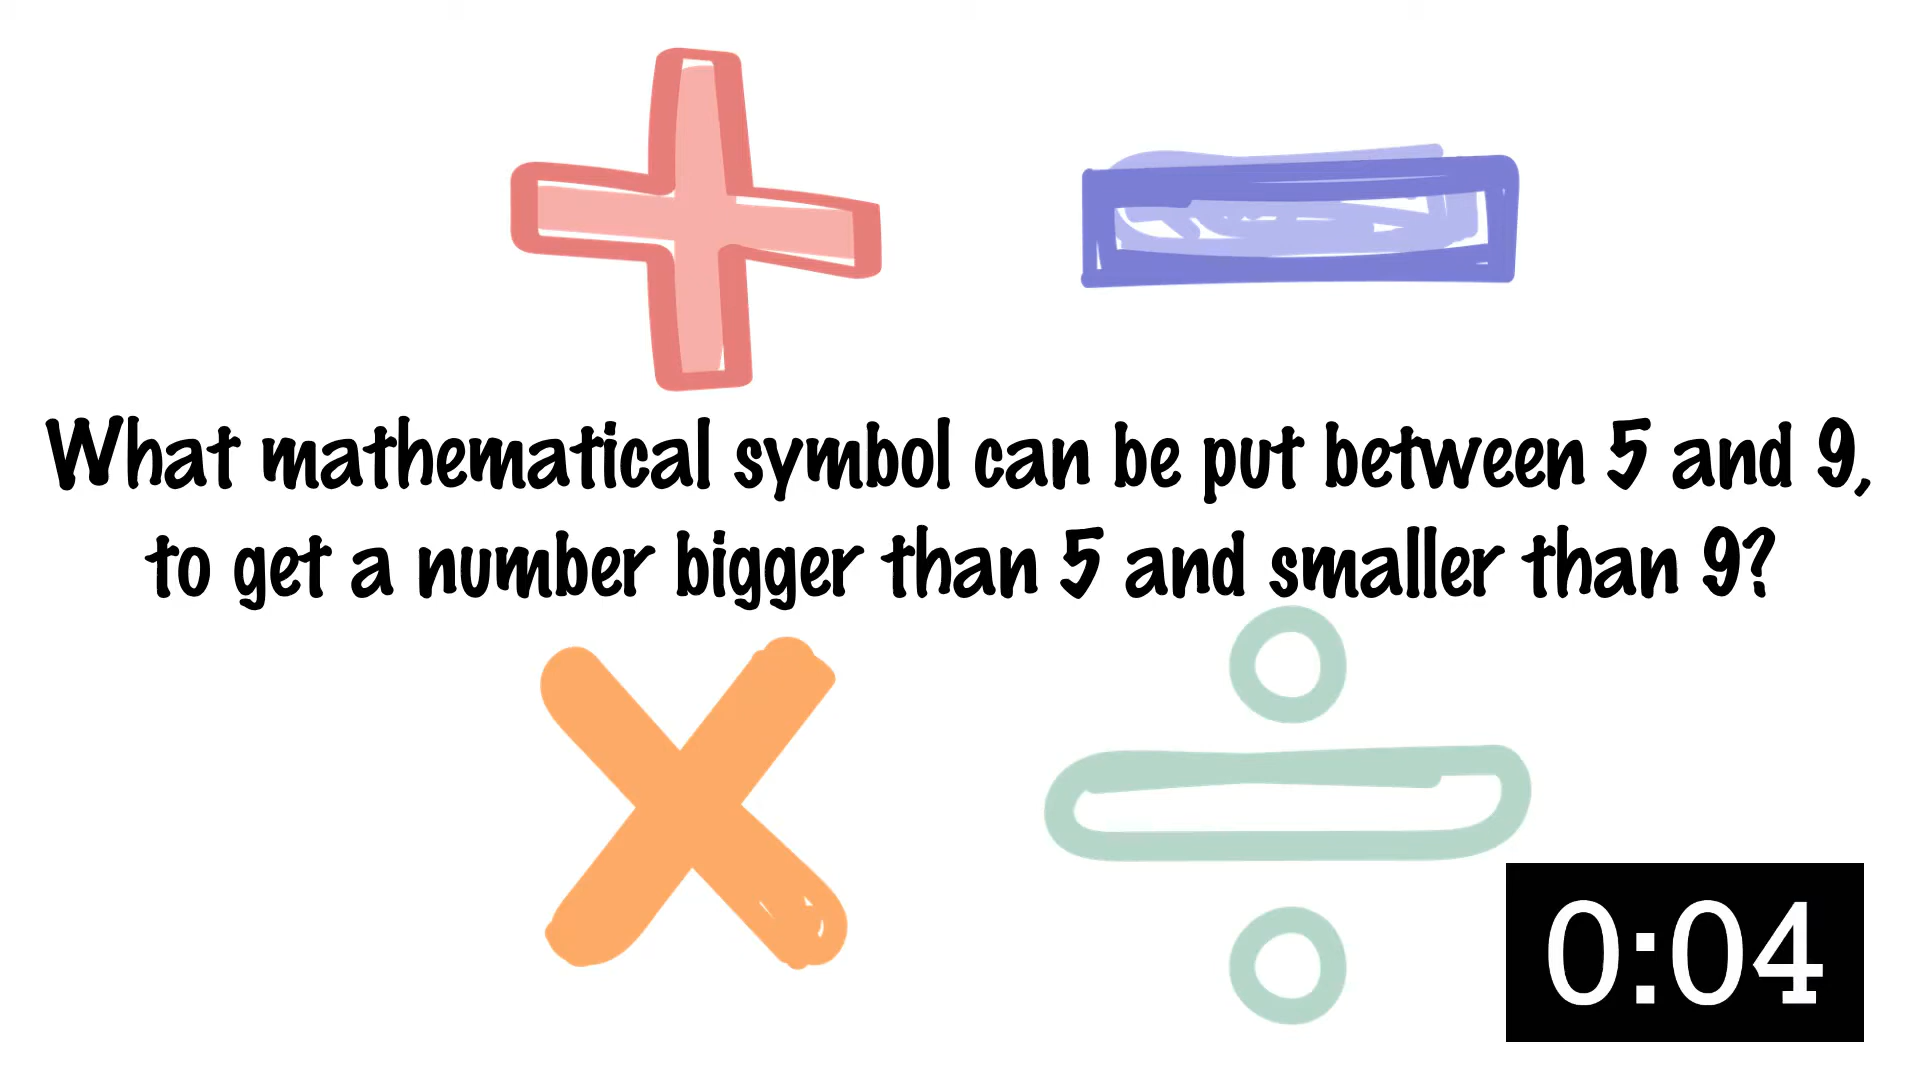 What mathematical symbol can be put between 5 and 9,
to get a number bigger than 5 and smaller than 9?
0:04